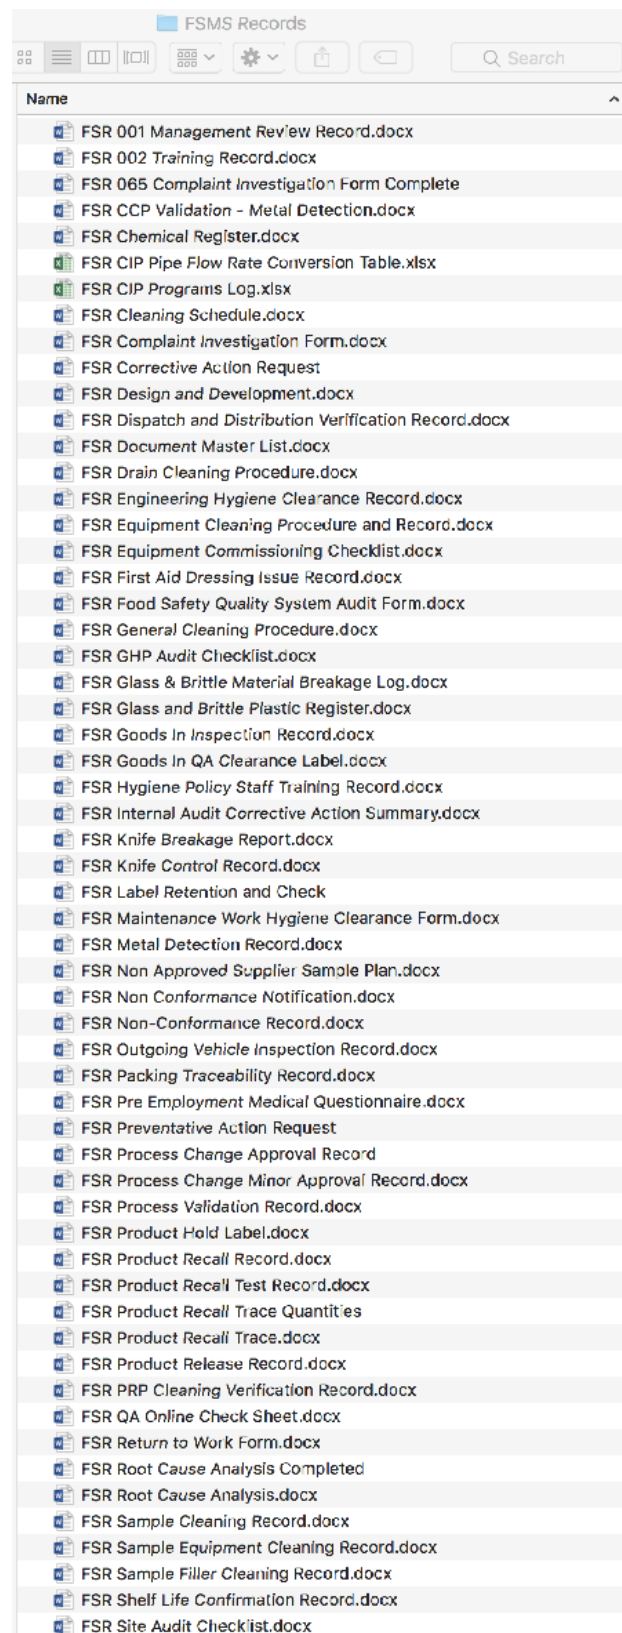 FSMS Records
Search
Name
FSR 001 Management Review Record.docx
FSR 002 Training Record.docx
FSR 065 Complaint Investigation Form Complete
FSR CCP Validation - Metal Detection.docx
FSR Chemical Register.docx
FSR CIP Pipe Flow Rate Conversion Table.xlsx
FSR CIP Programs Log.xlsx
FSR Cleaning Schedule.docx
FSR Complaint Investigation Form.docx
FSR Corrective Action Request
FSR Design and Development.docx
FSR Dispatch and Distribution Verification Record.docx
FSR Document Master List.docx
FSR Drain Cleaning Procedure.docx
FSR Engineering Hygiene Clearance Record.docx
FSR Equipment Cleaning Procedure and Record.docx
FSR Equipment Commissioning Checklist.docx
FSR First Aid Dressing Issue Record.docx
FSR Food Safety Quality System Audit Form.docx
FSR General Cleaning Procedure.docx
FSR GHP Audit Checklist.docx
FSR Glass & Brittle Material Breakage Log.docx
FSR Glass and Brittle Plastic Register.docx
FSR Goods In Inspection Record.docx
FSR Goods In QA Clearance Label.docx
FSR Hygiene Policy Staff Training Record.docx
FSR Internal Audit Corrective Action Summary.docx
FSR Knife Breakage Report.docx
FSR Knife Control Record.docx
FSR Label Retention and Check
FSR Maintenance Work Hygiene Clearance Form.docx
FSR Metal Detection Record.docx
FSR Non Approved Supplier Sample Plan.docx
FSR Non Conformance Notification.docx
FSR Non-Conformance Record.docx
FSR Outgoing Vehicle Inspection Record.docx
FSR Packing Traceability Record.docx
FSR Pre Employment Medical Questionnaire.docx
FSR Preventative Action Request
FSR Process Change Approval Record
FSR Process Change Minor Approval Record.docx
FSR Process Validation Record.docx
FSR Product Hold Label.docx
FSR Product Recall Record.docx
FSR Product Recall Test Record.docx
FSR Product Recall Trace Quantities
FSR Product Recall Trace.docx
FSR Product Release Record.docx
FSR PRP Cleaning Verification Record.docx
FSR QA Online Check Sheet.docx
FSR Return to Work Form.docx
FSR Root Cause Analysis Completed
FSR Root Cause Analysis.docx
FSR Sample Cleaning Record.docx
FSR Sample Equipment Cleaning Record.docx
FSR Sample Filler Cleaning Record.docx
FSR Shelf Life Confirmation Record.docx
FSR Site Audit Checklist.docx